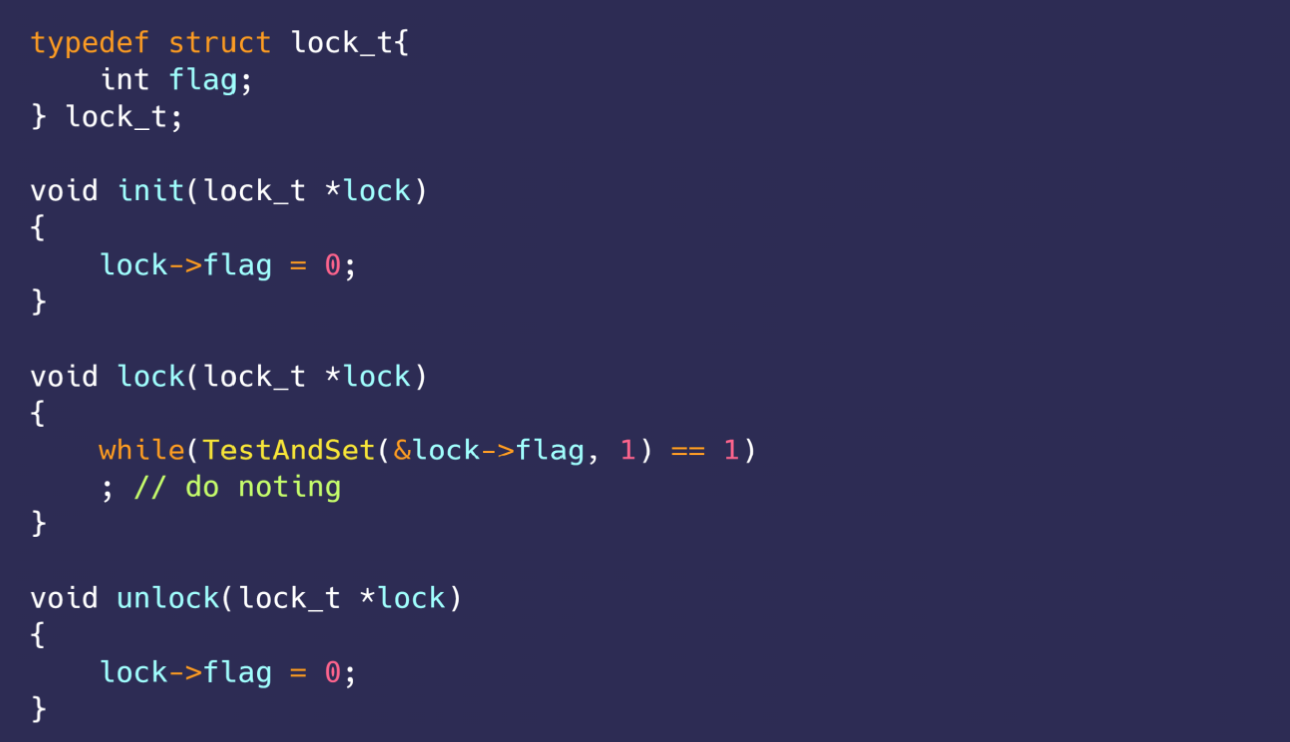 typedef struct lock_t{
    int flag;
} lock_t;

void init(lock_t *lock)
{
    lock->flag = 0;
}

void lock(lock_t *lock)
{
    while(TestAndSet(&lock->flag, 1) == 1)
    ; // do noting
}

void unlock(lock_t *lock)
{
    lock->flag = 0;
}